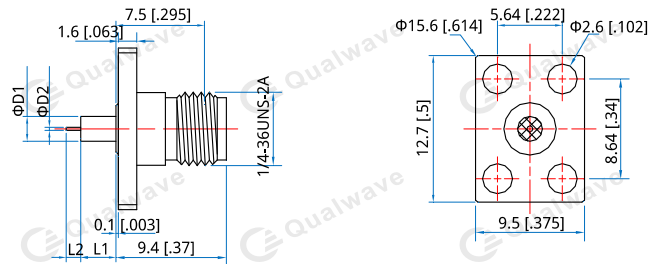 7.5 [.295]
1.6 [.063]
ΦD1
ΦD2
1/4-36UNS-2A
0.1 [.003]
L2 L1 9.4 [.37]
5.64 [.222]
Φ15.6 [.614] Φ2.6 [.102]
12.7 [.5]
8.64 [.34]
9.5 [.375]
Qualwave
Qualwave
Qualwave
Qualwave
Qualwave
Qualwave